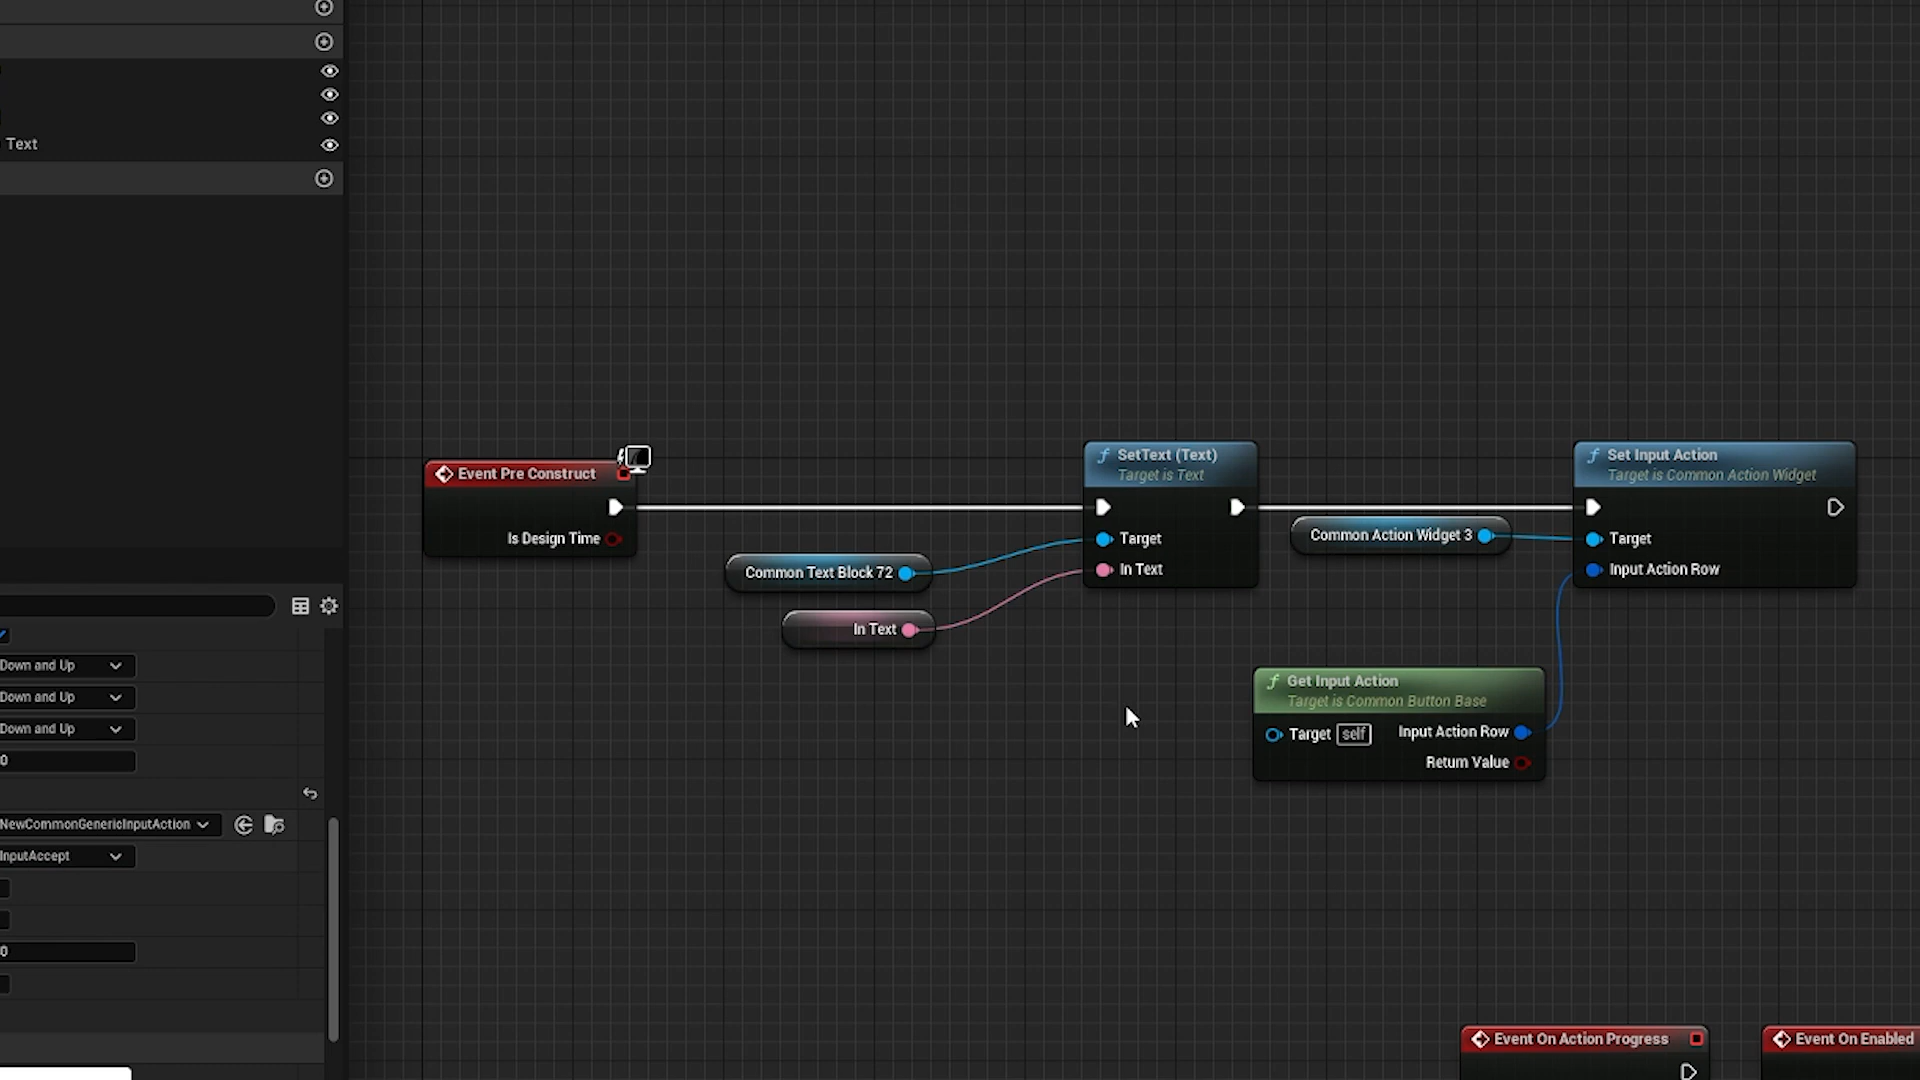 Text
Event Pre Construct
Is Design Time
Common Text Block 72
In Text
SetText (Text)
Target is Text
Target
In Text
Common Action Widget 3
Set Input Action
Target is Common Action Widget
Target
Input Action Row
Get Input Action
Target is Common Button Base
Target self
Input Action Row
Return Value
Down and Up
Down and Up
Down and Up
0
NewCommonGenericInputAction
InputAccept
0
Event On Action Progress
Event On Enabled